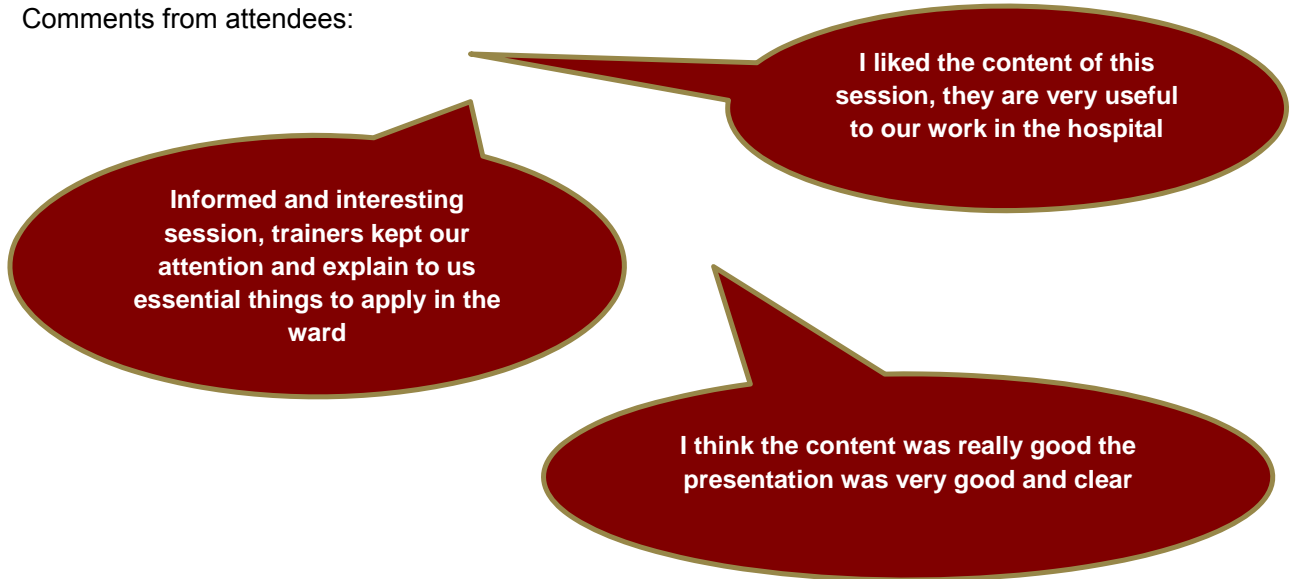 Comments from attendees:
I liked the content of this
session, they are very useful
to our work in the hospital
Informed and interesting
session, trainers kept our
attention and explain to us
essential things to apply in the
ward
I think the content was really good the
presentation was very good and clear